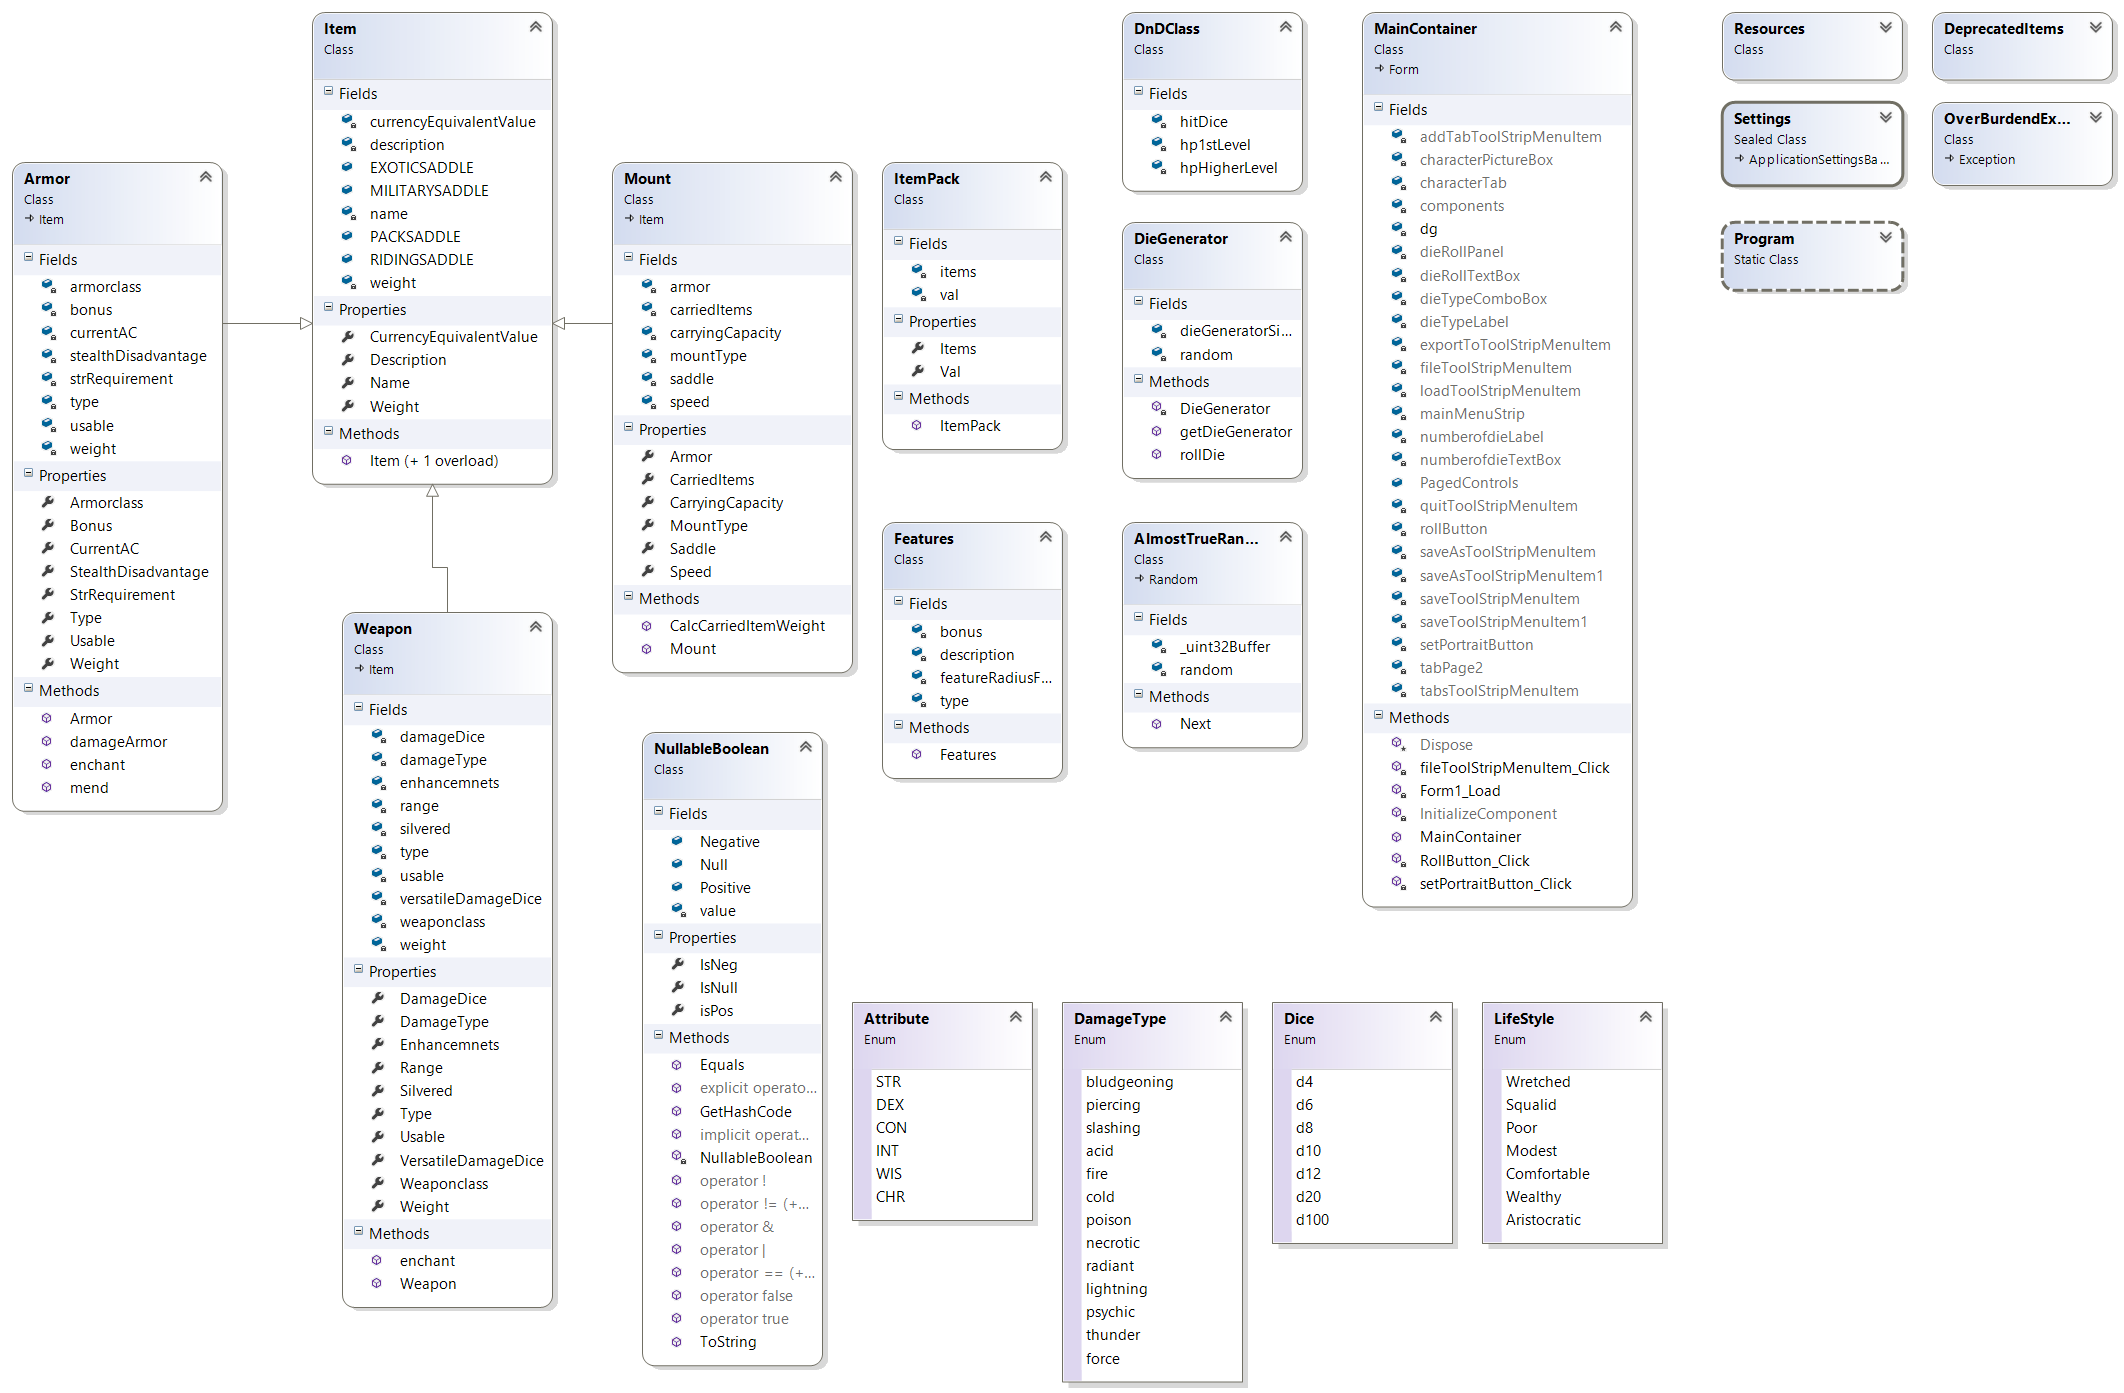 Item
Class
Fields
currencyEquivalentValue
description
EXOTICSADDLE
MILITARYSADDLE
name
PACKSADDLE
RIDINGSADDLE
weight
Properties
CurrencyEquivalentValue
Description
Name
Weight
Methods
Item (+ 1 overload)
Armor
Class
Item
Fields
armorclass
bonus
currentAC
stealthDisadvantage
strRequirement
type
usable
weight
Properties
Armorclass
Bonus
CurrentAC
StealthDisadvantage
StrRequirement
Type
Usable
Weight
Methods
Armor
damageArmor
enchant
mend
Weapon
Class
Item
Fields
damageDice
damageType
enhancemnets
range
silvered
type
usable
versatileDamageDice
weaponclass
weight
Properties
DamageDice
DamageType
Enhancemnets
Range
Silvered
Type
Usable
VersatileDamageDice
Weaponclass
Weight
Methods
enchant
Weapon
Mount
Class
Item
Fields
armor
carriedItems
carryingCapacity
mountType
saddle
speed
Properties
Armor
CarriedItems
CarryingCapacity
MountType
Saddle
Speed
Methods
CalcCarriedItemWeight
Mount
NullableBoolean
Class
Fields
Negative
Null
Positive
value
Properties
IsNeg
IsNull
isPos
Methods
Equals
explicit operato...
GetHashCode
implicit operat...
NullableBoolean
operator !
operator != (+...
operator &
operator |
operator == (+...
operator false
operator true
ToString
ItemPack
Class
Fields
items
val
Properties
Items
Val
Methods
ItemPack
Features
Class
Fields
bonus
description
featureRadiusF...
type
Methods
Features
DnDClass
Class
Fields
hitDice
hp1stLevel
hpHigherLevel
DieGenerator
Class
Fields
dieGeneratorSi...
random
Methods
DieGenerator
getDieGenerator
rollDie
AlmostTrueRan...
Class
Random
Fields
_uint32Buffer
random
Methods
Next
MainContainer
Class
Form
Fields
addTabToolStripMenuItem
characterPictureBox
characterTab
components
dg
dieRollPanel
dieRollTextBox
dieTypeComboBox
dieTypeLabel
exportToToolStripMenuItem
fileToolStripMenuItem
loadToolStripMenuItem
mainMenuStrip
numberofdieLabel
numberofdieTextBox
PagedControls
quitToolStripMenuItem
rollButton
saveAsToolStripMenuItem
saveAsToolStripMenuItem1
saveToolStripMenuItem
saveToolStripMenuItem1
setPortraitButton
tabPage2
tabsToolStripMenuItem
Methods
Dispose
fileToolStripMenuItem_Click
Form1_Load
InitializeComponent
MainContainer
RollButton_Click
setPortraitButton_Click
Resources
Class
DeprecatedItems
Class
Settings
Sealed Class
ApplicationSettingsBa...
OverBurdendEx...
Class
Exception
Program
Static Class
Attribute
Enum
STR
DEX
CON
INT
WIS
CHR
DamageType
Enum
bludgeoning
piercing
slashing
acid
fire
cold
poison
necrotic
radiant
lightning
psychic
thunder
force
Dice
Enum
d4
d6
d8
d10
d12
d20
d100
LifeStyle
Enum
Wretched
Squalid
Poor
Modest
Comfortable
Wealthy
Aristocratic